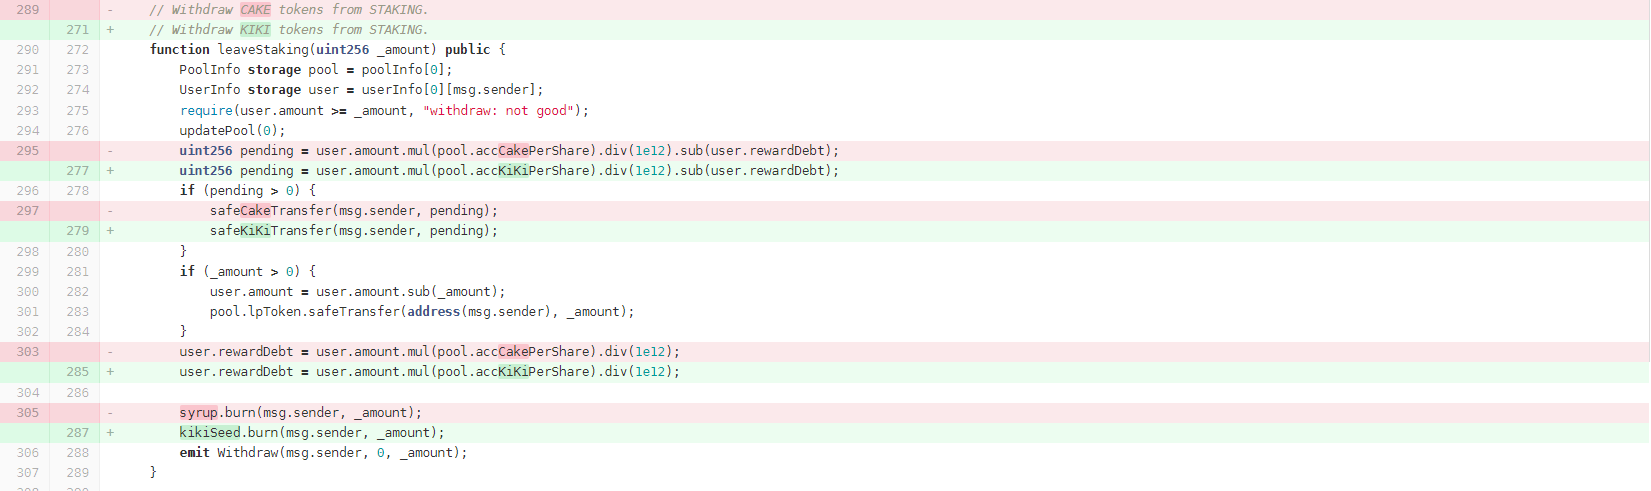 289 - // Withdraw CAKE tokens from STAKING.
271 + // Withdraw KIKI tokens from STAKING.
290 272 function leaveStaking(uint256 _amount) public {
291 273 PoolInfo storage pool = poolInfo[0];
292 274 UserInfo storage user = userInfo[0][msg.sender];
293 275 require(user.amount >= _amount, "withdraw: not good");
294 276 updatePool(0);
295 - uint256 pending = user.amount.mul(pool.accCakePerShare).div(1e12).sub(user.rewardDebt);
277 + uint256 pending = user.amount.mul(pool.accKiKiPerShare).div(1e12).sub(user.rewardDebt);
296 278 if (pending > 0) {
297 - safeCakeTransfer(msg.sender, pending);
279 + safeKiKiTransfer(msg.sender, pending);
298 280 }
299 281 if (_amount > 0) {
300 282 user.amount = user.amount.sub(_amount);
301 283 pool.lpToken.safeTransfer(address(msg.sender), _amount);
302 284 }
303 - user.rewardDebt = user.amount.mul(pool.accCakePerShare).div(1e12);
285 + user.rewardDebt = user.amount.mul(pool.accKiKiPerShare).div(1e12);
304 286
305 - syrup.burn(msg.sender, _amount);
287 + kikiSeed.burn(msg.sender, _amount);
306 288 emit Withdraw(msg.sender, 0, _amount);
307 289 }